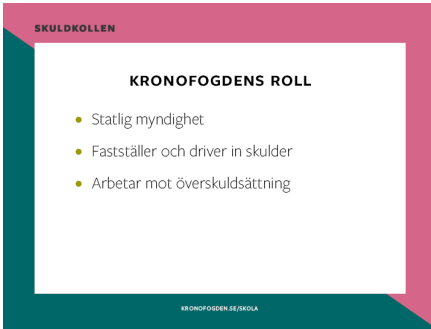 SKULDKOLLEN
KRONOFOGDENS ROLL
• Statlig myndighet
• Fastställer och driver in skulder
• Arbetar mot överskuldsättning
KRONOFOGDEN.SE/SKOLA